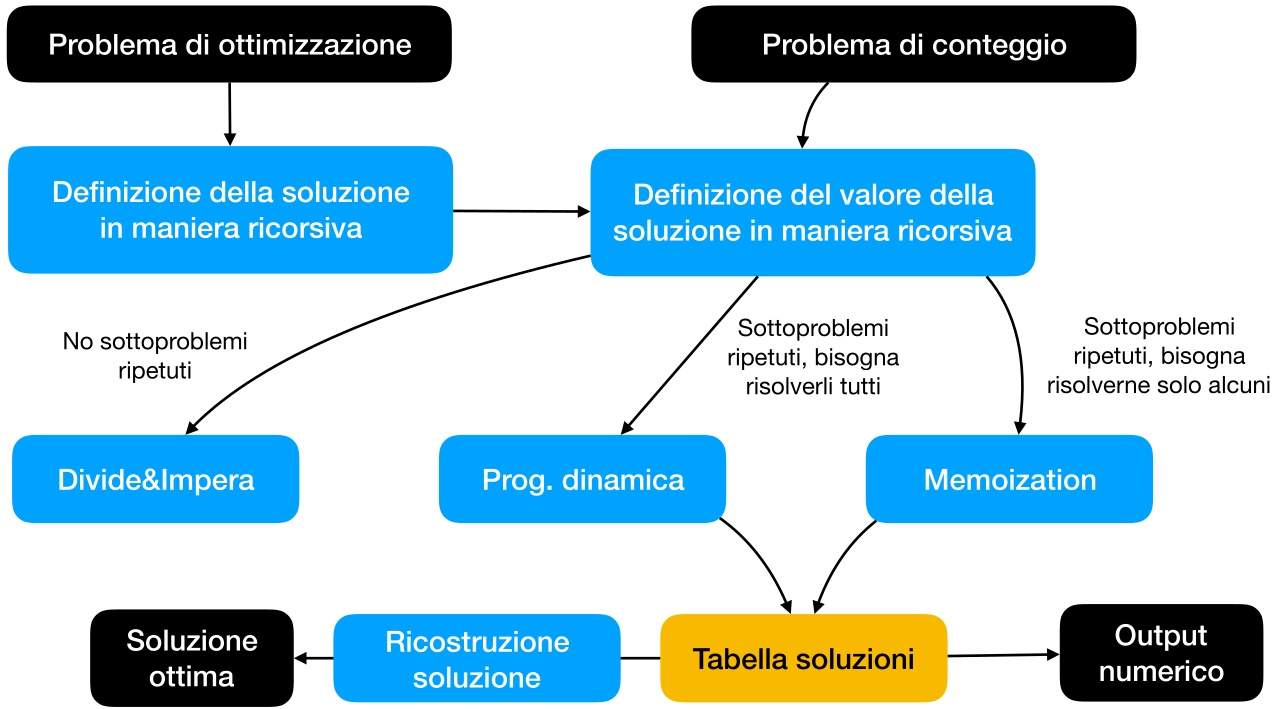 Problema di ottimizzazione
Problema di conteggio
Definizione della soluzione
in maniera ricorsiva
Definizione del valore della
soluzione in maniera ricorsiva
No sottoproblemi
ripetuti
Sottoproblemi
ripetuti, bisogna
risolverli tutti
Sottoproblemi
ripetuti, bisogna
risolverne solo alcuni
Divide&Impera
Prog. dinamica
Memoization
Soluzione
ottima
Ricostruzione
soluzione
Tabella soluzioni
Output
numerico